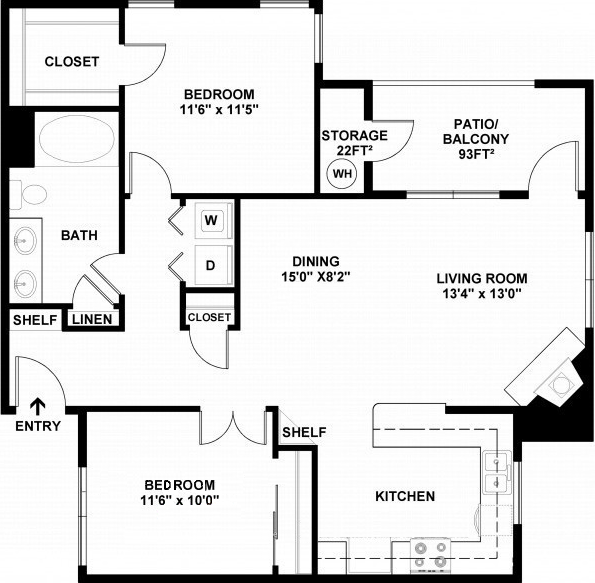 CLOSET
BEDROOM
11'6" x 11'5"
STORAGE
22FT²
WH
PATIO/
BALCONY
93FT²
BATH
W
D
DINING
15'0" X8'2"
LIVING ROOM
13'4" x 13'0"
SHELF
LINEN
CLOSET
ENTRY
SHELF
BEDROOM
11'6" x 10'0"
KITCHEN